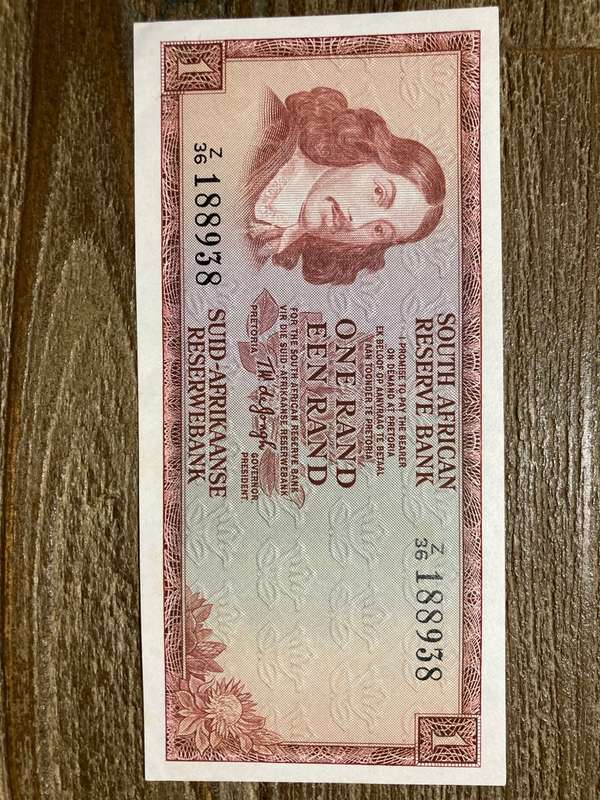 1
SOUTH AFRICAN
RESERVE BANK
I PROMISE TO PAY THE BEARER
ON DEMAND AT PRETORIA
EK BELOOF OP AANVRAAG TE BETAAL
AAN TOONDER TE PRETORIA
ONE RAND
EEN RAND
FOR THE SOUTH AFRICAN RESERVE BANK
VIR DIE SUID-AFRIKAANSE RESERWEBANK
T W de Jongh
PRETORIA
GOVERNOR
PRESIDENT
SUID-AFRIKAANSE
RESERWEBANK
Z/36 188938
Z/36 188938
1